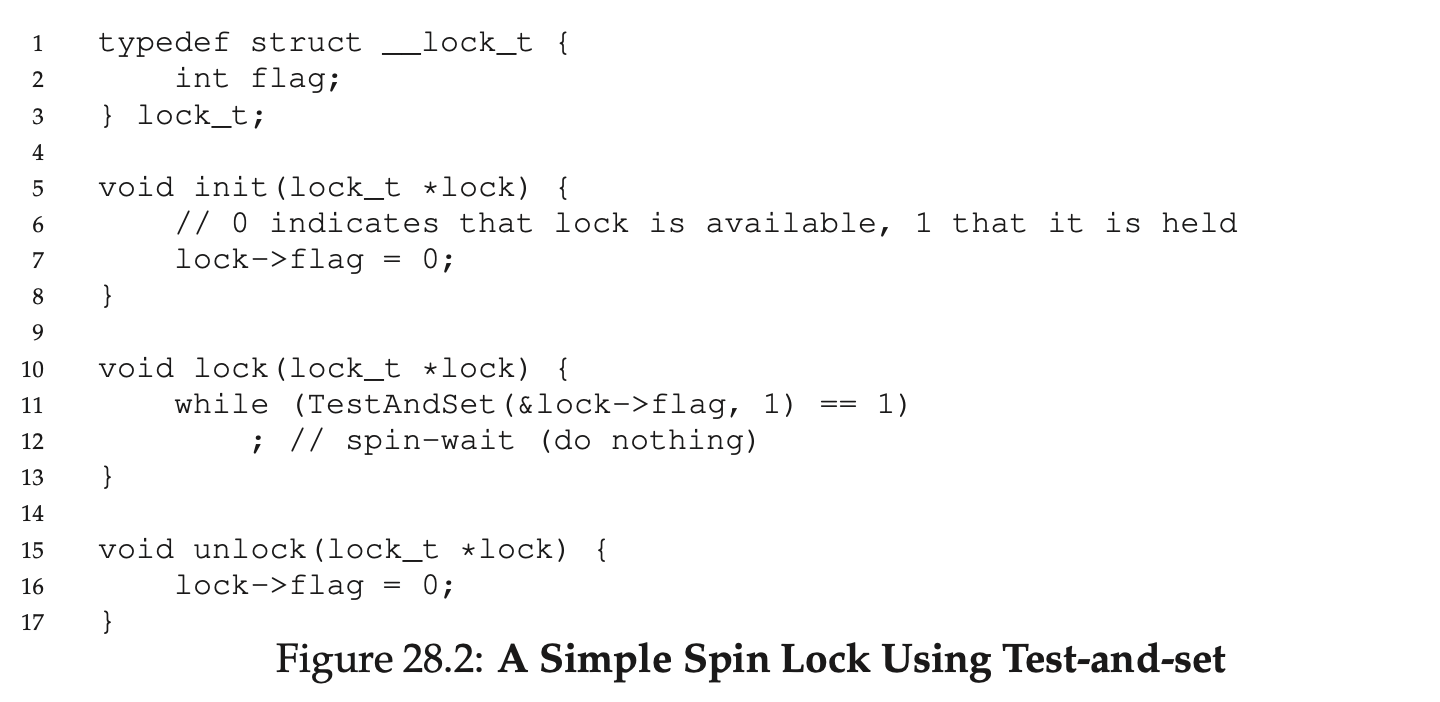 1 typedef struct __lock_t {
2     int flag;
3 } lock_t;
4
5 void init(lock_t *lock) {
6     // 0 indicates that lock is available, 1 that it is held
7     lock->flag = 0;
8 }
9
10 void lock(lock_t *lock) {
11     while (TestAndSet(&lock->flag, 1) == 1)
12         ; // spin-wait (do nothing)
13 }
14
15 void unlock(lock_t *lock) {
16     lock->flag = 0;
17 }
Figure 28.2: A Simple Spin Lock Using Test-and-set